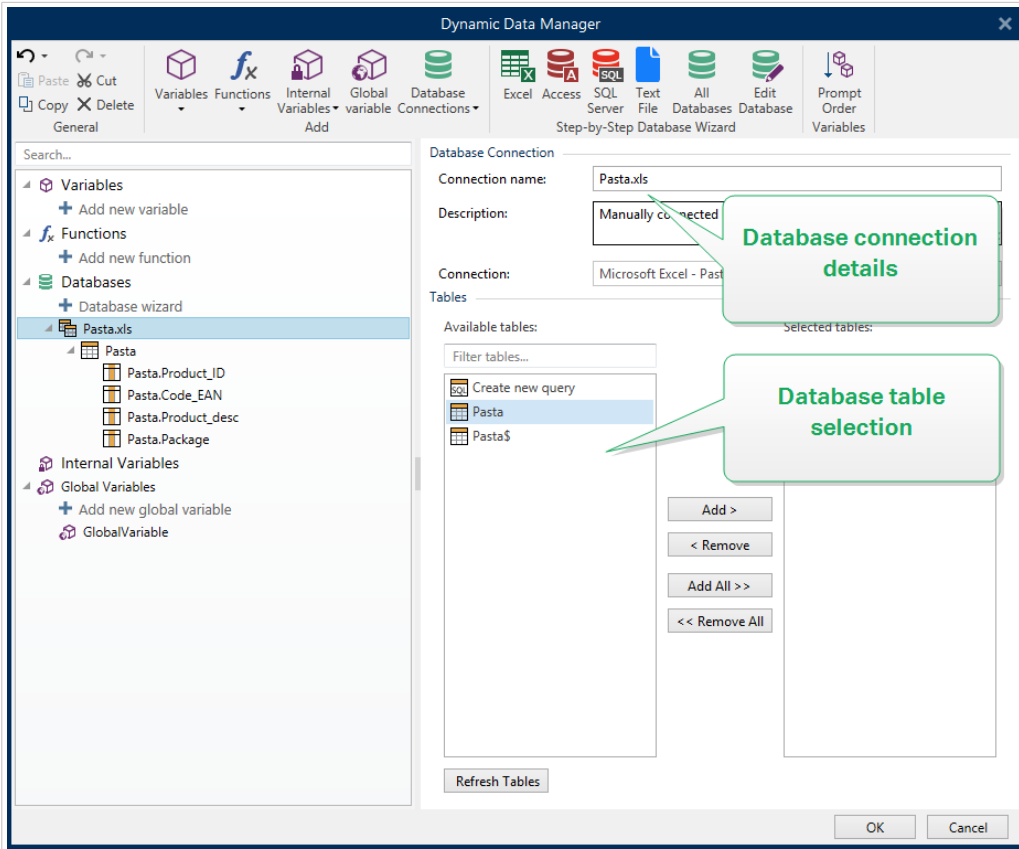 Dynamic Data Manager
Paste Cut
Copy Delete
General
Variables Functions Internal Variables Global variable Database Connections
Add
Excel Access SQL Server Text File All Databases Edit Database
Step-by-Step Database Wizard
Prompt Order
Variables
Search...
Variables
Add new variable
Functions
Add new function
Databases
Database wizard
Pasta.xls
Pasta
Pasta.Product_ID
Pasta.Code_EAN
Pasta.Product_desc
Pasta.Package
Internal Variables
Global Variables
Add new global variable
GlobalVariable
Database Connection
Connection name: Pasta.xls
Description: Manually connected
Connection: Microsoft Excel - Past
Database connection
details
Tables
Available tables:
Selected tables:
Filter tables...
SQL Create new query
Pasta
Pasta$
Database table
selection
Add >
< Remove
Add All >>
<< Remove All
Refresh Tables
OK Cancel